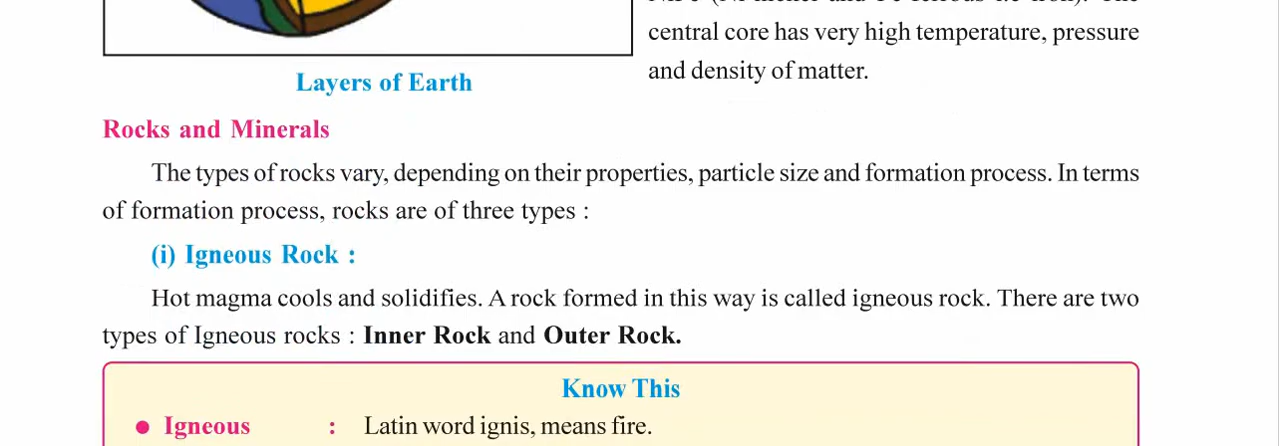 central core has very high temperature, pressure
and density of matter.
Layers of Earth
Rocks and Minerals
The types of rocks vary, depending on their properties, particle size and formation process. In terms
of formation process, rocks are of three types :
(i) Igneous Rock :
Hot magma cools and solidifies. A rock formed in this way is called igneous rock. There are two
types of Igneous rocks : Inner Rock and Outer Rock.
Know This
● Igneous : Latin word ignis, means fire.